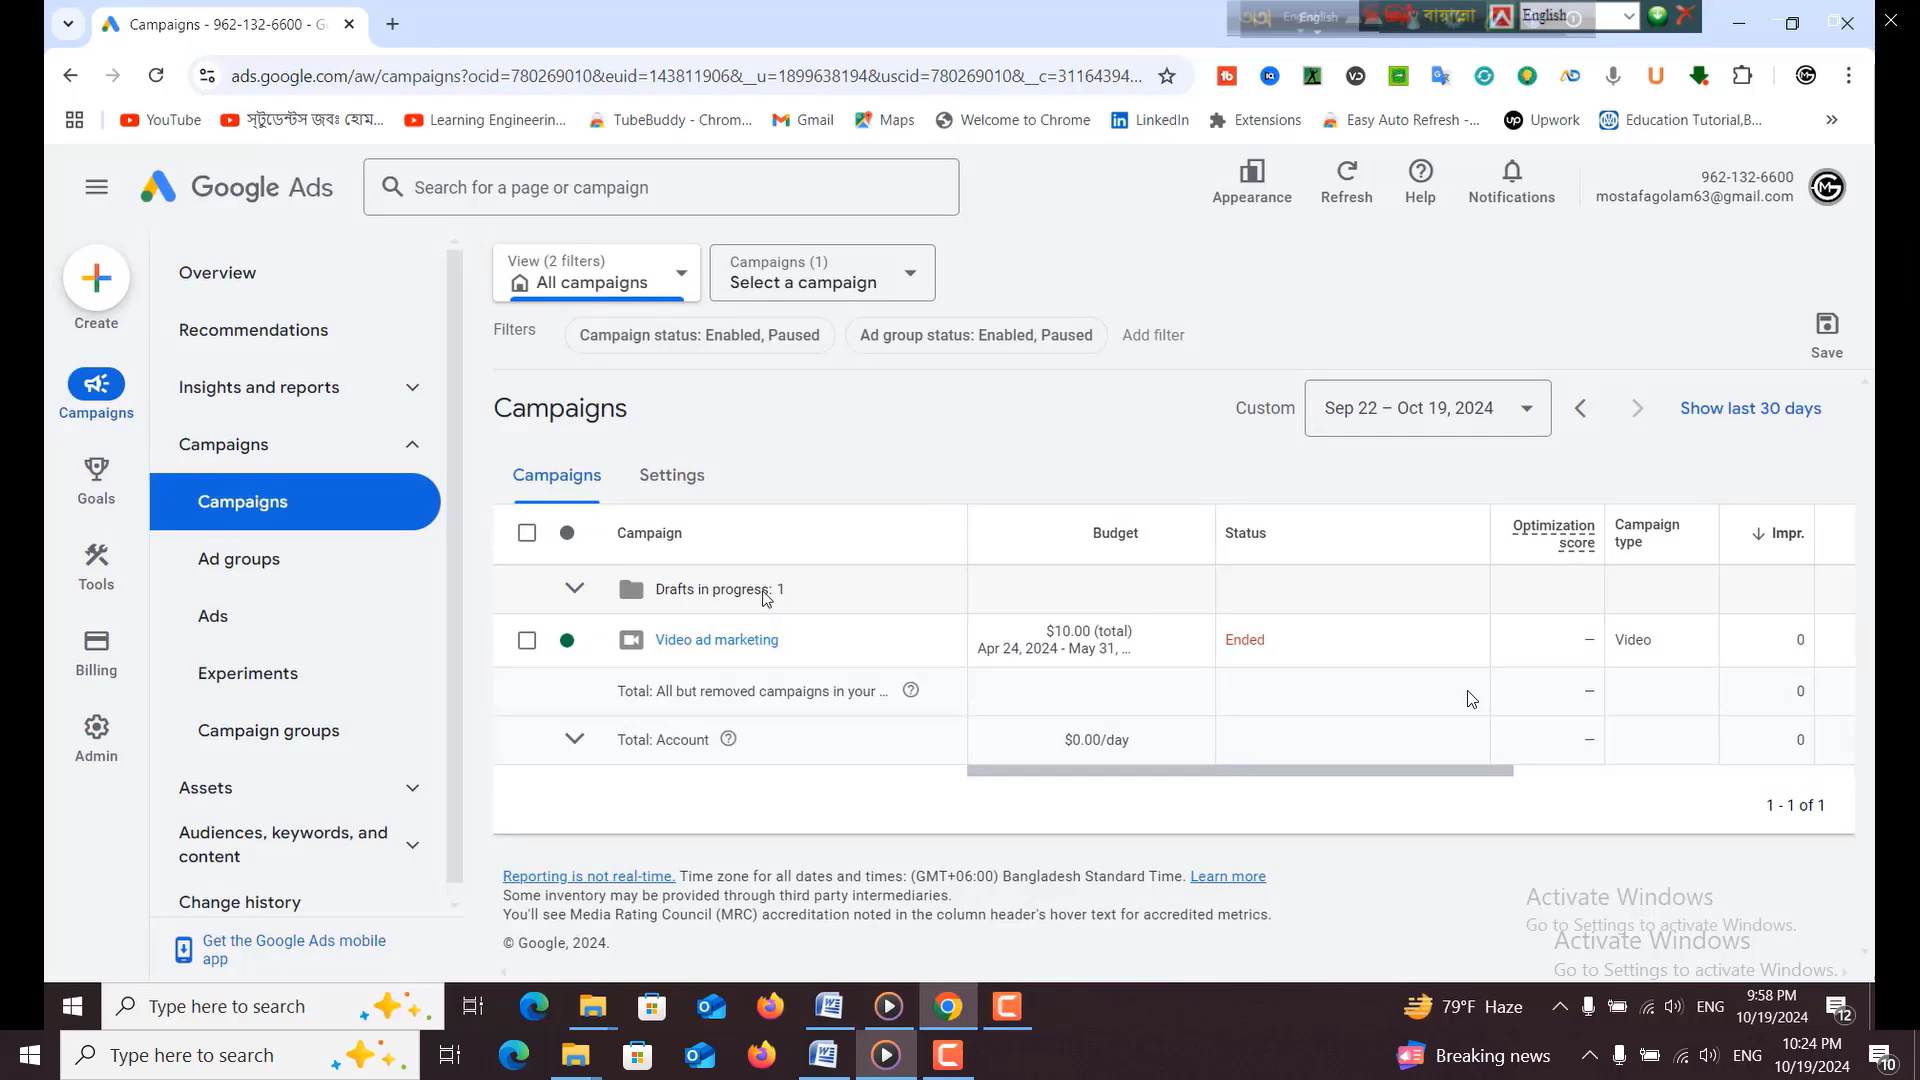 Campaigns - 962-132-6600 - G
English
বাহান্নো
English
ads.google.com/aw/campaigns?ocid=780269010&euid=143811906&__u=1899638194&uscid=780269010&__c=31164394...
YouTube
স্টুডেন্টস জবঃ হোম...
Learning Engineerin...
TubeBuddy - Chrom...
Gmail
Maps
Welcome to Chrome
LinkedIn
Extensions
Easy Auto Refresh -...
Upwork
Education Tutorial,B...
Google Ads
Search for a page or campaign
Appearance
Refresh
Help
Notifications
962-132-6600
mostafagolam63@gmail.com
Create
Campaigns
Goals
Tools
Billing
Admin
Overview
Recommendations
Insights and reports
Campaigns
Campaigns
Ad groups
Ads
Experiments
Campaign groups
Assets
Audiences, keywords, and
content
Change history
Get the Google Ads mobile
app
View (2 filters)
All campaigns
Campaigns (1)
Select a campaign
Filters
Campaign status: Enabled, Paused
Ad group status: Enabled, Paused
Add filter
Save
Campaigns
Custom
Sep 22 – Oct 19, 2024
Show last 30 days
Campaigns
Settings
Campaign
Budget
Status
Optimization
score
Campaign
type
Impr.
Drafts in progress: 1
Video ad marketing
$10.00 (total)
Apr 24, 2024 - May 31, ...
Ended
–
Video
0
Total: All but removed campaigns in your ...
–
0
Total: Account
$0.00/day
–
0
1 - 1 of 1
Reporting is not real-time. Time zone for all dates and times: (GMT+06:00) Bangladesh Standard Time. Learn more
Some inventory may be provided through third party intermediaries.
You'll see Media Rating Council (MRC) accreditation noted in the column header's hover text for accredited metrics.
© Google, 2024.
Activate Windows
Go to Settings to activate Windows.
Activate Windows
Go to Settings to activate Windows.
Type here to search
79°F Haze
ENG
9:58 PM
10/19/2024
12
Type here to search
Breaking news
ENG
10:24 PM
10/19/2024
10